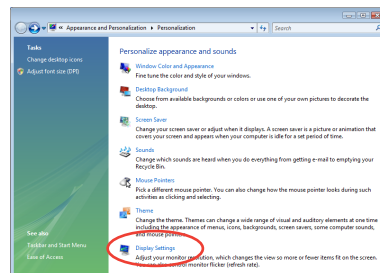 « Appearance and Personalization ▸ Personalization
Search
Tasks
Change desktop icons
Adjust font size (DPI)
Personalize appearance and sounds
Window Color and Appearance
Fine tune the color and style of your windows.
Desktop Background
Choose from available backgrounds or colors or use one of your own pictures to decorate the
desktop.
Screen Saver
Change your screen saver or adjust when it displays. A screen saver is a picture or animation that
covers your screen and appears when your computer is idle for a set period of time.
Sounds
Change which sounds are heard when you do everything from getting e-mail to emptying your
Recycle Bin.
Mouse Pointers
Pick a different mouse pointer. You can also change how the mouse pointer looks during such
activities as clicking and selecting.
Theme
Change the theme. Themes can change a wide range of visual and auditory elements at one time
including the appearance of menus, icons, backgrounds, screen savers, some computer sounds,
and mouse pointers.
Display Settings
Adjust your monitor resolution, which changes the view so more or fewer items fit on the screen.
You can also control monitor flicker (refresh rate).
See also
Taskbar and Start Menu
Ease of Access